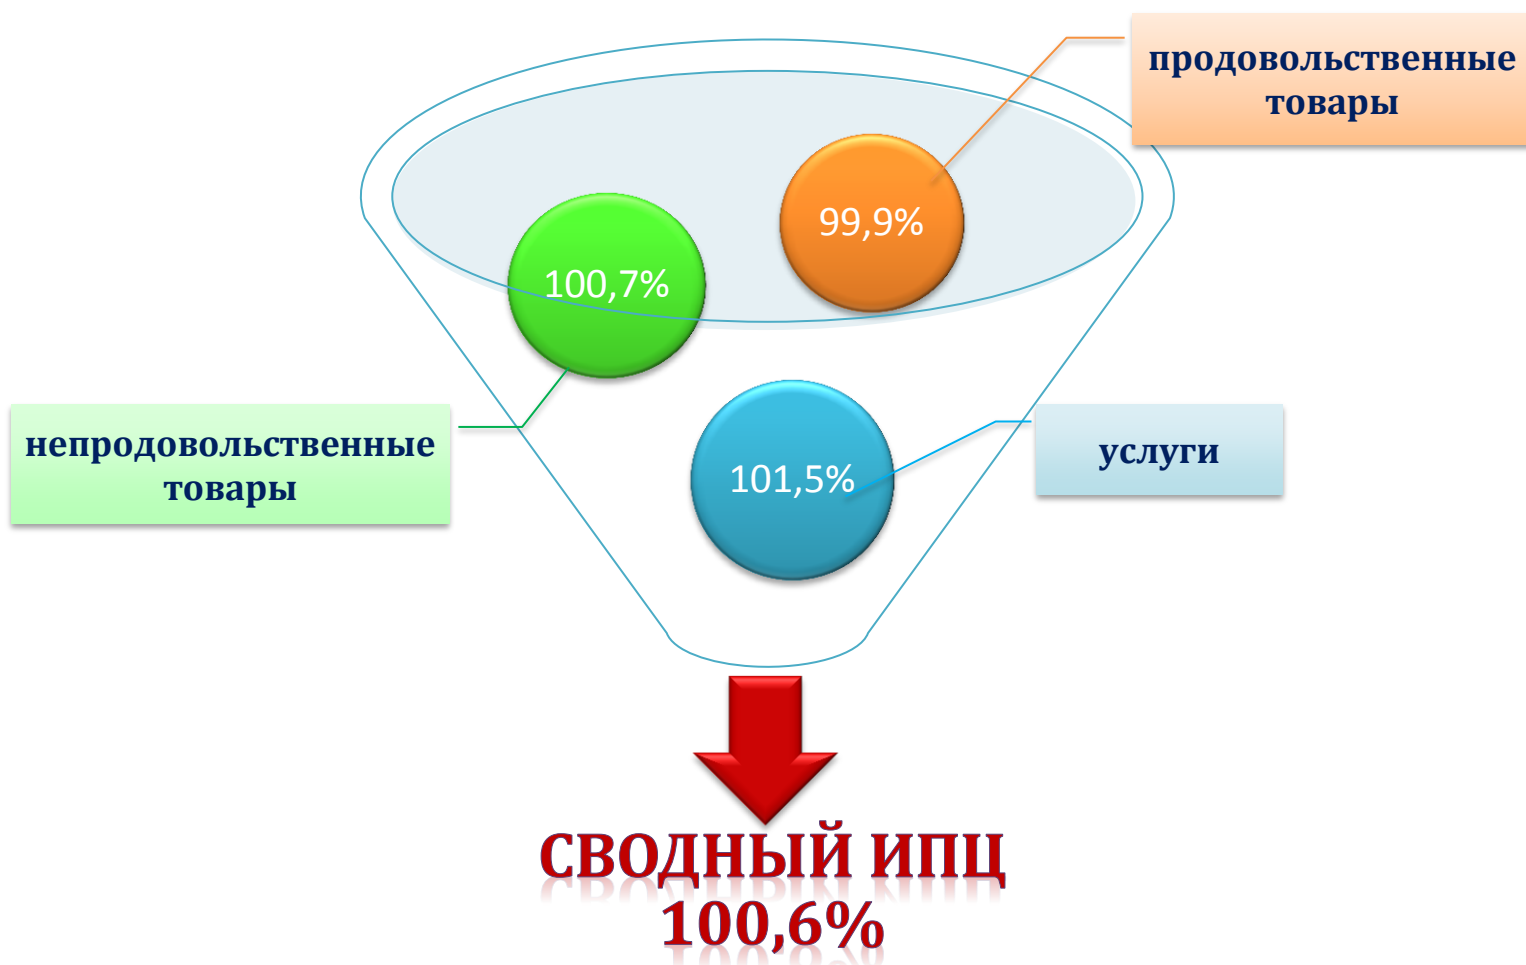 продовольственные
товары
99,9%
100,7%
непродовольственные
товары
101,5%
услуги
СВОДНЫЙ ИПЦ
100,6%